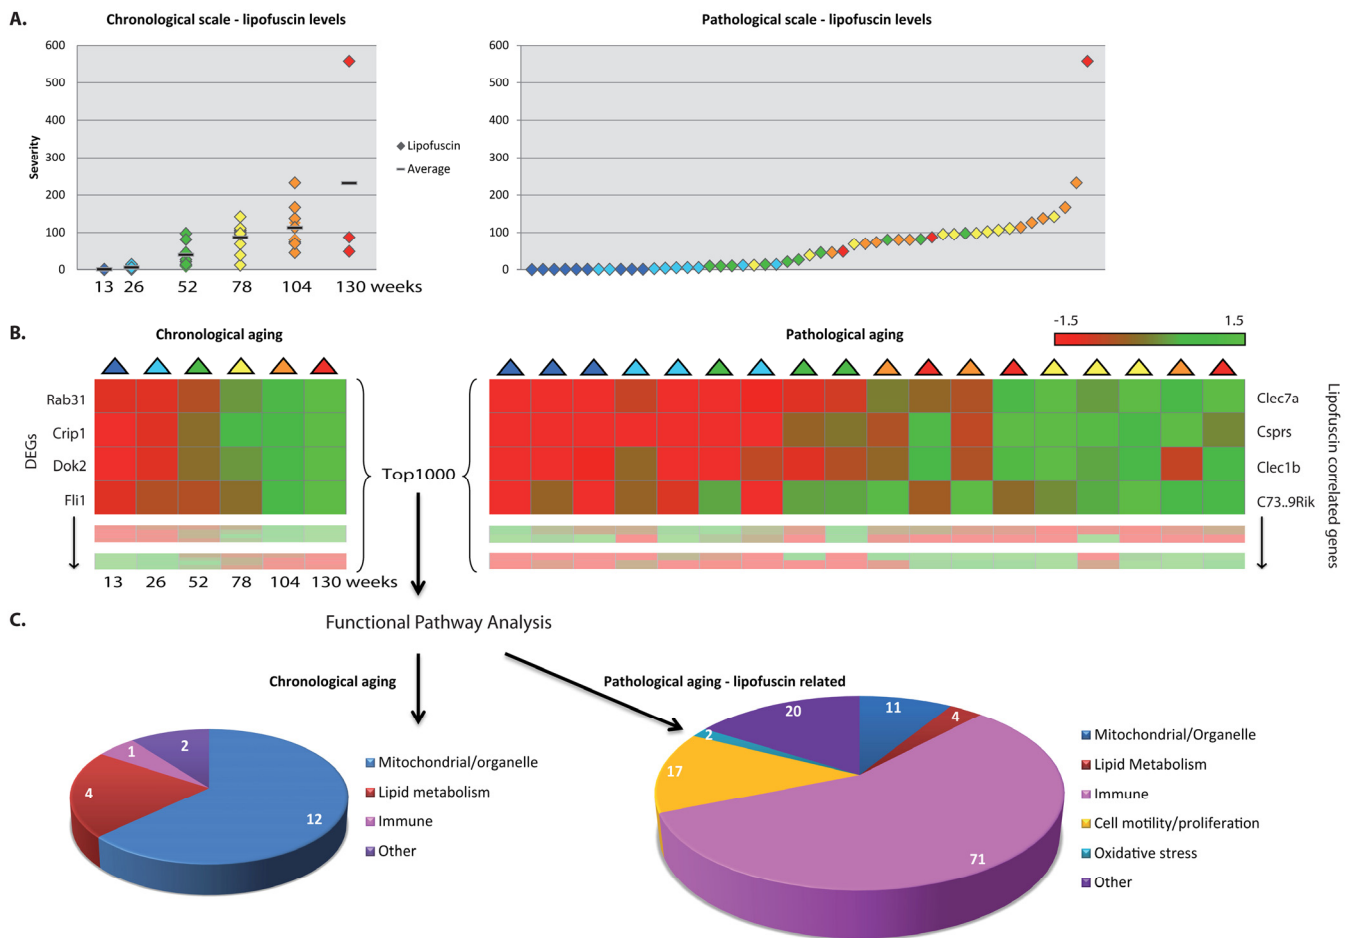 A.
Chronological scale - lipofuscin levels
Pathological scale - lipofuscin levels
600
500
400
300
200
100
0
Severity
13 26 52 78 104 130 weeks
Lipofuscin
Average
600
500
400
300
200
100
0
B.
Chronological aging
Pathological aging
-1.5 1.5
DEGs
Rab31
Crip1
Dok2
Fli1
Top1000
Clec7a
Csprs
Clec1b
C73..9Rik
Lipofuscin correlated genes
13 26 52 78 104 130 weeks
C.
Functional Pathway Analysis
Chronological aging
Pathological aging - lipofuscin related
1
2
4
12
Mitochondrial/organelle
Lipid metabolism
Immune
Other
20
11
4
2
17
71
Mitochondrial/Organelle
Lipid Metabolism
Immune
Cell motility/proliferation
Oxidative stress
Other